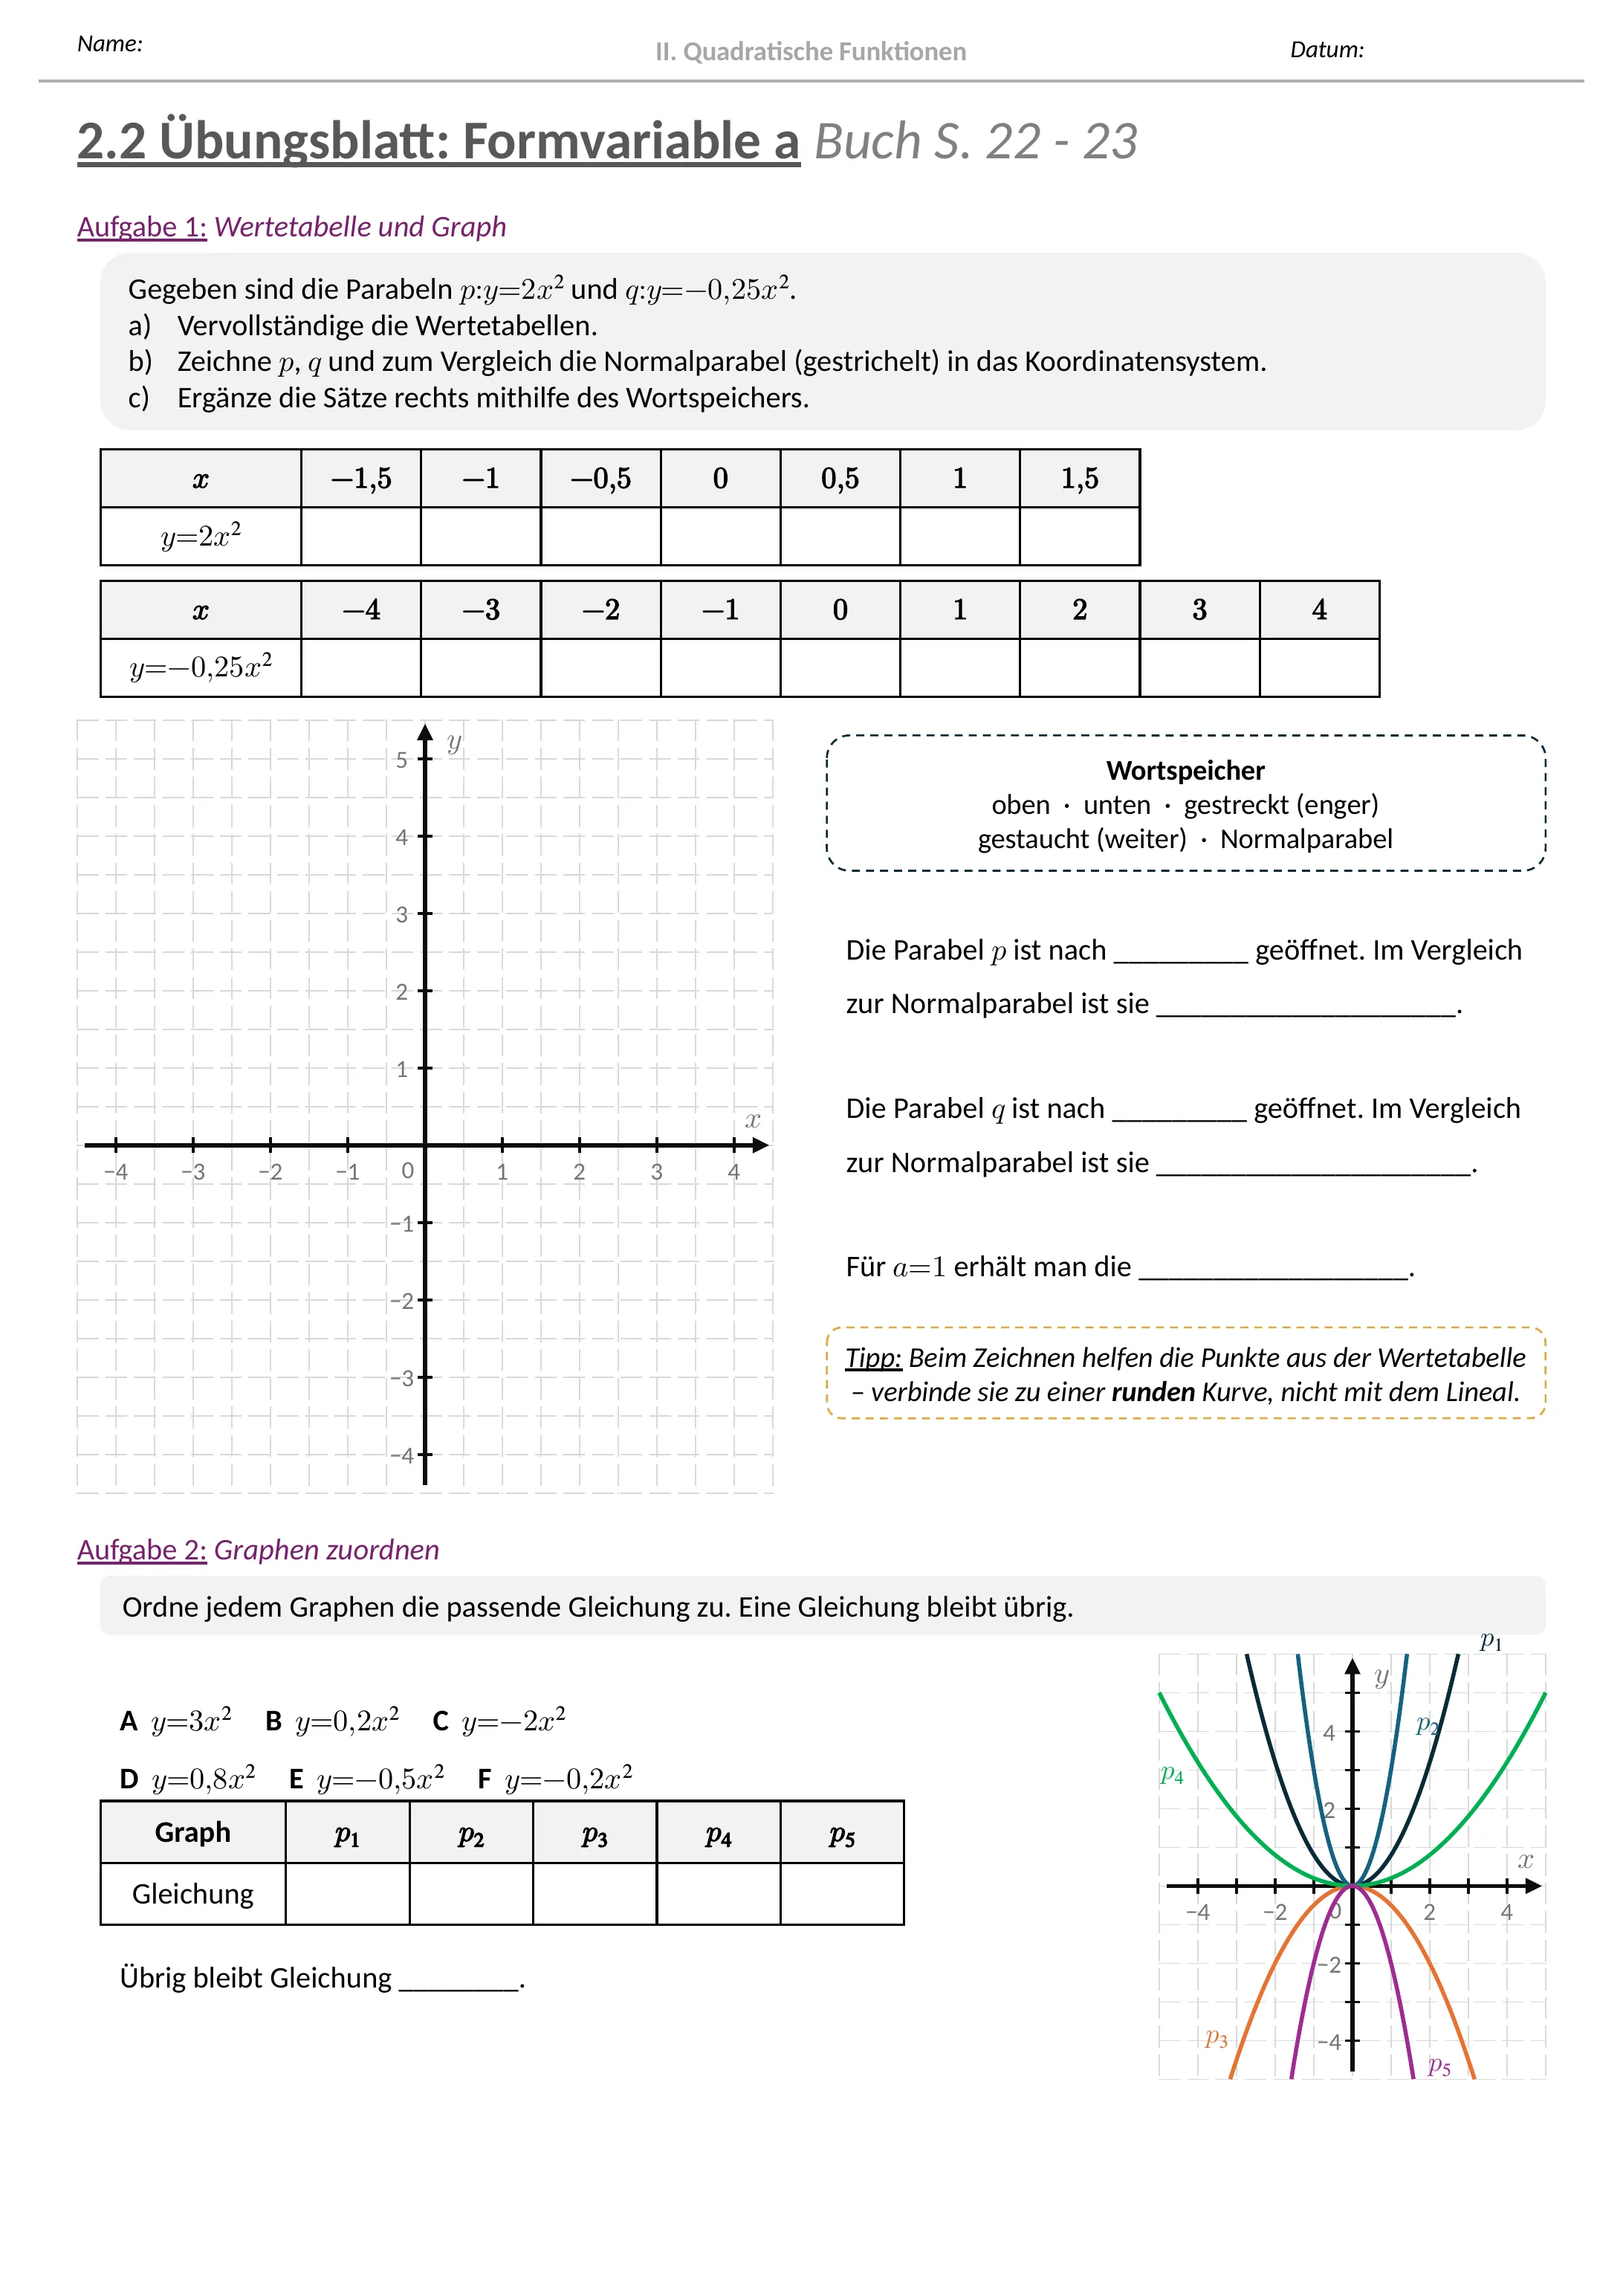 Name:
II. Quadratische Funktionen
Datum:
2.2 Übungsblatt: Formvariable a Buch S. 22 - 23
Aufgabe 1: Wertetabelle und Graph
Gegeben sind die Parabeln p:y=2x² und q:y=−0,25x².
a) Vervollständige die Wertetabellen.
b) Zeichne p, q und zum Vergleich die Normalparabel (gestrichelt) in das Koordinatensystem.
c) Ergänze die Sätze rechts mithilfe des Wortspeichers.
x −1,5 −1 −0,5 0 0,5 1 1,5
y=2x²
x −4 −3 −2 −1 0 1 2 3 4
y=−0,25x²
y
5
4
3
2
1
x
−4 −3 −2 −1 0 1 2 3 4
−1
−2
−3
−4
Wortspeicher
oben · unten · gestreckt (enger)
gestaucht (weiter) · Normalparabel
Die Parabel p ist nach _________ geöffnet. Im Vergleich
zur Normalparabel ist sie ____________________.
Die Parabel q ist nach _________ geöffnet. Im Vergleich
zur Normalparabel ist sie _____________________.
Für a=1 erhält man die __________________.
Tipp: Beim Zeichnen helfen die Punkte aus der Wertetabelle
– verbinde sie zu einer runden Kurve, nicht mit dem Lineal.
Aufgabe 2: Graphen zuordnen
Ordne jedem Graphen die passende Gleichung zu. Eine Gleichung bleibt übrig.
A y=3x² B y=0,2x² C y=−2x²
D y=0,8x² E y=−0,5x² F y=−0,2x²
Graph p₁ p₂ p₃ p₄ p₅
Gleichung
Übrig bleibt Gleichung ________.
p₁
y
p₂
4
p₄
2
x
−4 −2 0 2 4
−2
p₃
−4
p₅